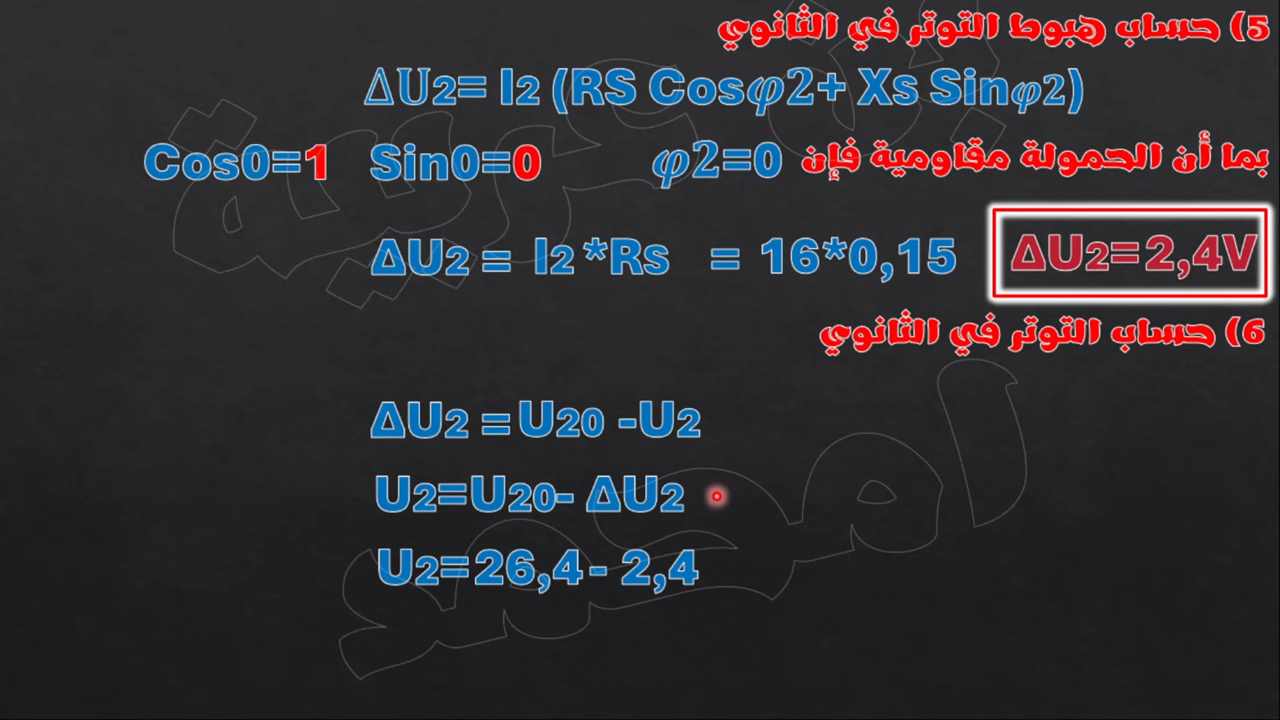 5) حساب هبوط التوتر في الثانوي
ΔU2= I2 (RS Cosφ2+ Xs Sinφ2)
بما أن الحمولة مقاومية فإن φ2=0 Sin0=0 Cos0=1
ΔU2 = I2*Rs = 16*0,15 ΔU2=2,4V
6) حساب التوتر في الثانوي
ΔU2 =U20 -U2
U2=U20- ΔU2
U2=26,4- 2,4